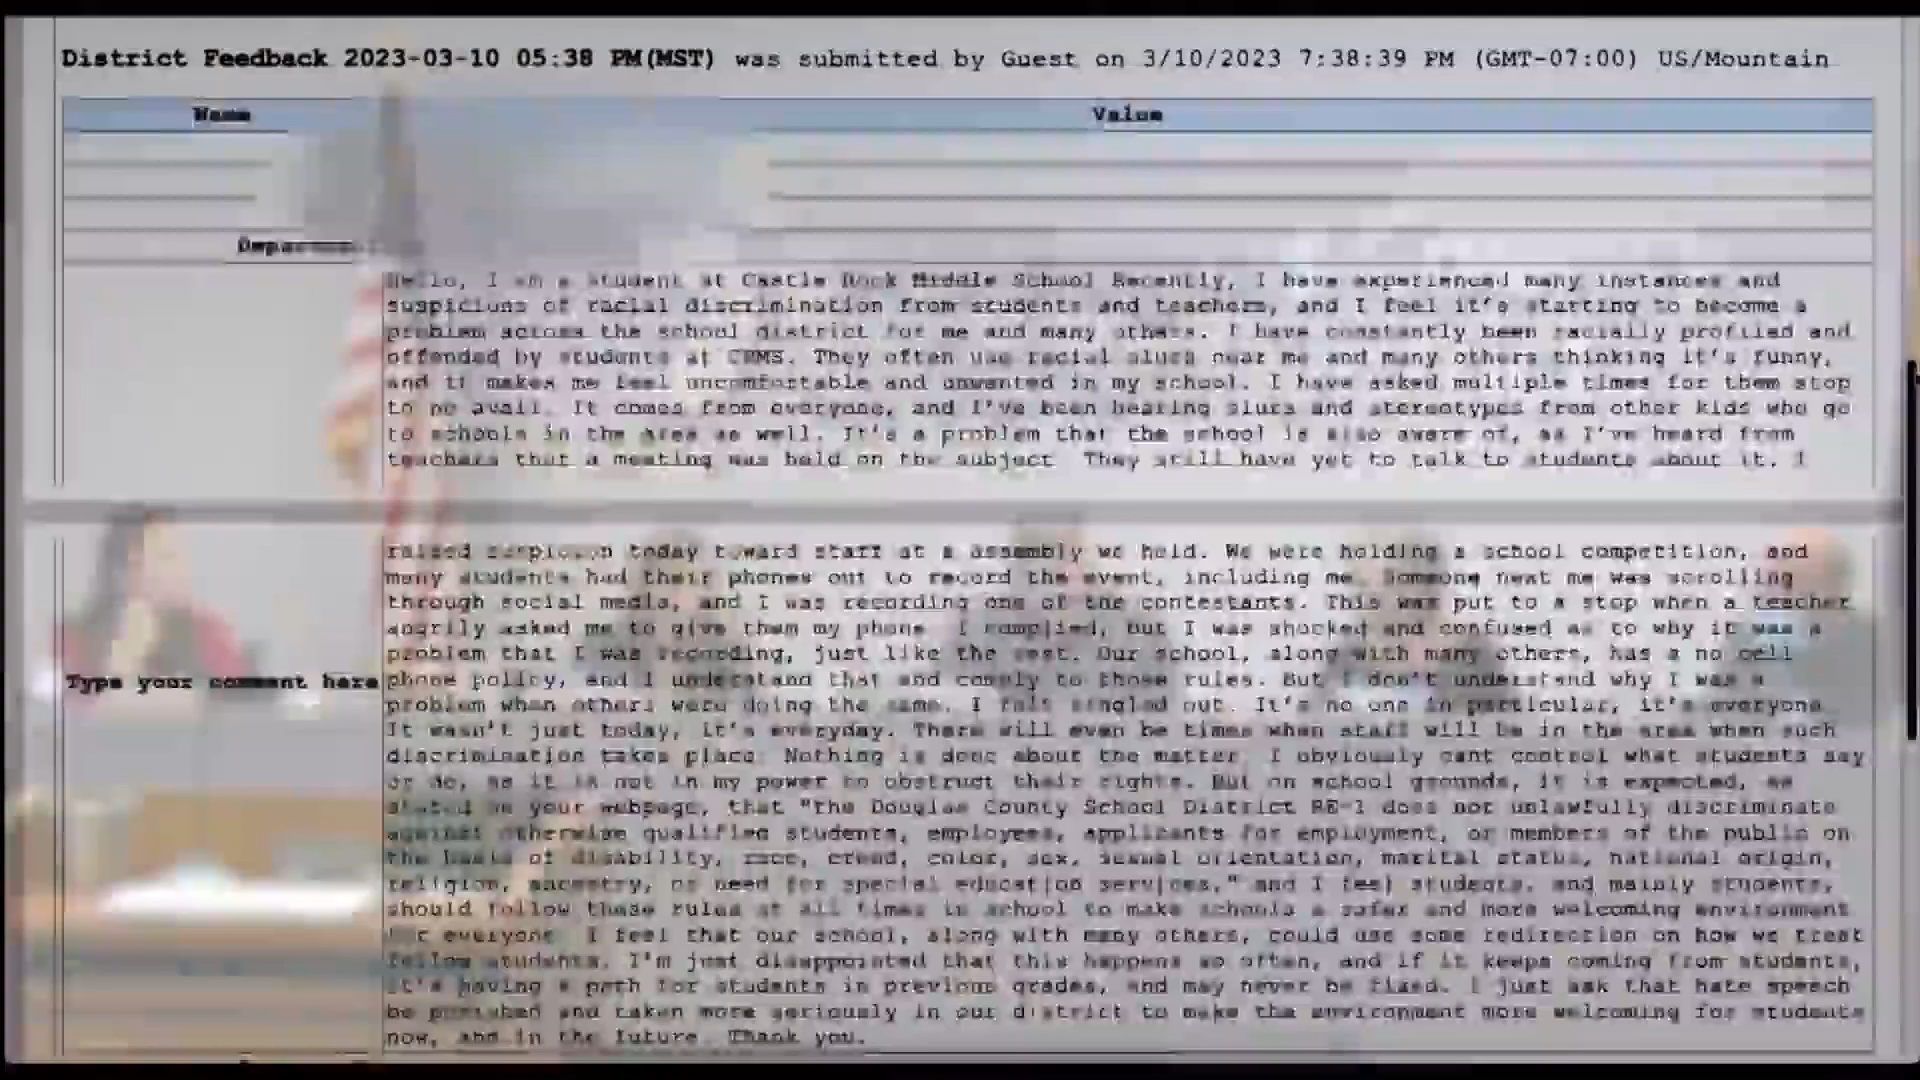 District Feedback 2023-03-10 05:38 PM(MST) was submitted by Guest on 3/10/2023 7:38:39 PM (GMT-07:00) US/Mountain
Name Value
Hello, I am a student at Castle Rock Middle School Recently, I have experienced many instances and
suspicions of racial discrimination from students and teachers, and I feel it's starting to become a
problem across the school district for me and many others. I have constantly been racially profiled and
offended by students at CRMS. They often use racial slurs near me and many others thinking it's funny,
and it makes me feel uncomfortable and unwanted in my school. I have asked multiple times for them stop
to no avail. It comes from everyone, and I've been hearing slurs and stereotypes from other kids who go
to schools in the area as well. It's a problem that the school is also aware of, as I've heard from
teachers that a meeting was held on the subject. They still have yet to talk to students about it. I
raised suspicion today toward staff at a assembly we held. We were holding a school competition, and
many students had their phones out to record the event, including me. Someone next me was scrolling
through social media, and I was recording one of the contestants. This was put to a stop when a teacher
angrily asked me to give them my phone. I complied, but I was shocked and confused as to why it was a
problem that I was recording, just like the rest. Our school, along with many others, has a no cell
Type your comment here
phone policy, and I understand that and comply to those rules. But I don't understand why I was a
problem when others were doing the same. I felt singled out. It's no one in particular, it's everyone.
It wasn't just today, it's everyday. There will even be times when staff will be in the area when such
discrimination takes place. Nothing is done about the matter. I obviously cant control what students say
or do, as it is not in my power to obstruct their rights. But on school grounds, it is expected, as
stated on your webpage, that "The Douglas County School District RE-1 does not unlawfully discriminate
against otherwise qualified students, employees, applicants for employment, or members of the public on
the basis of disability, race, creed, color, sex, sexual orientation, marital status, national origin,
religion, ancestry, or need for special education services," and I feel students, and mainly students,
should follow these rules at all times in school to make schools a safer and more welcoming environment
for everyone. I feel that our school, along with many others, could use some redirection on how we treat
fellow students. I'm just disappointed that this happens so often, and if it keeps coming from students,
it's paving a path for students in previous grades, and may never be fixed. I just ask that hate speech
be punished and taken more seriously in our district to make the environment more welcoming for students
now, and in the future. Thank you.